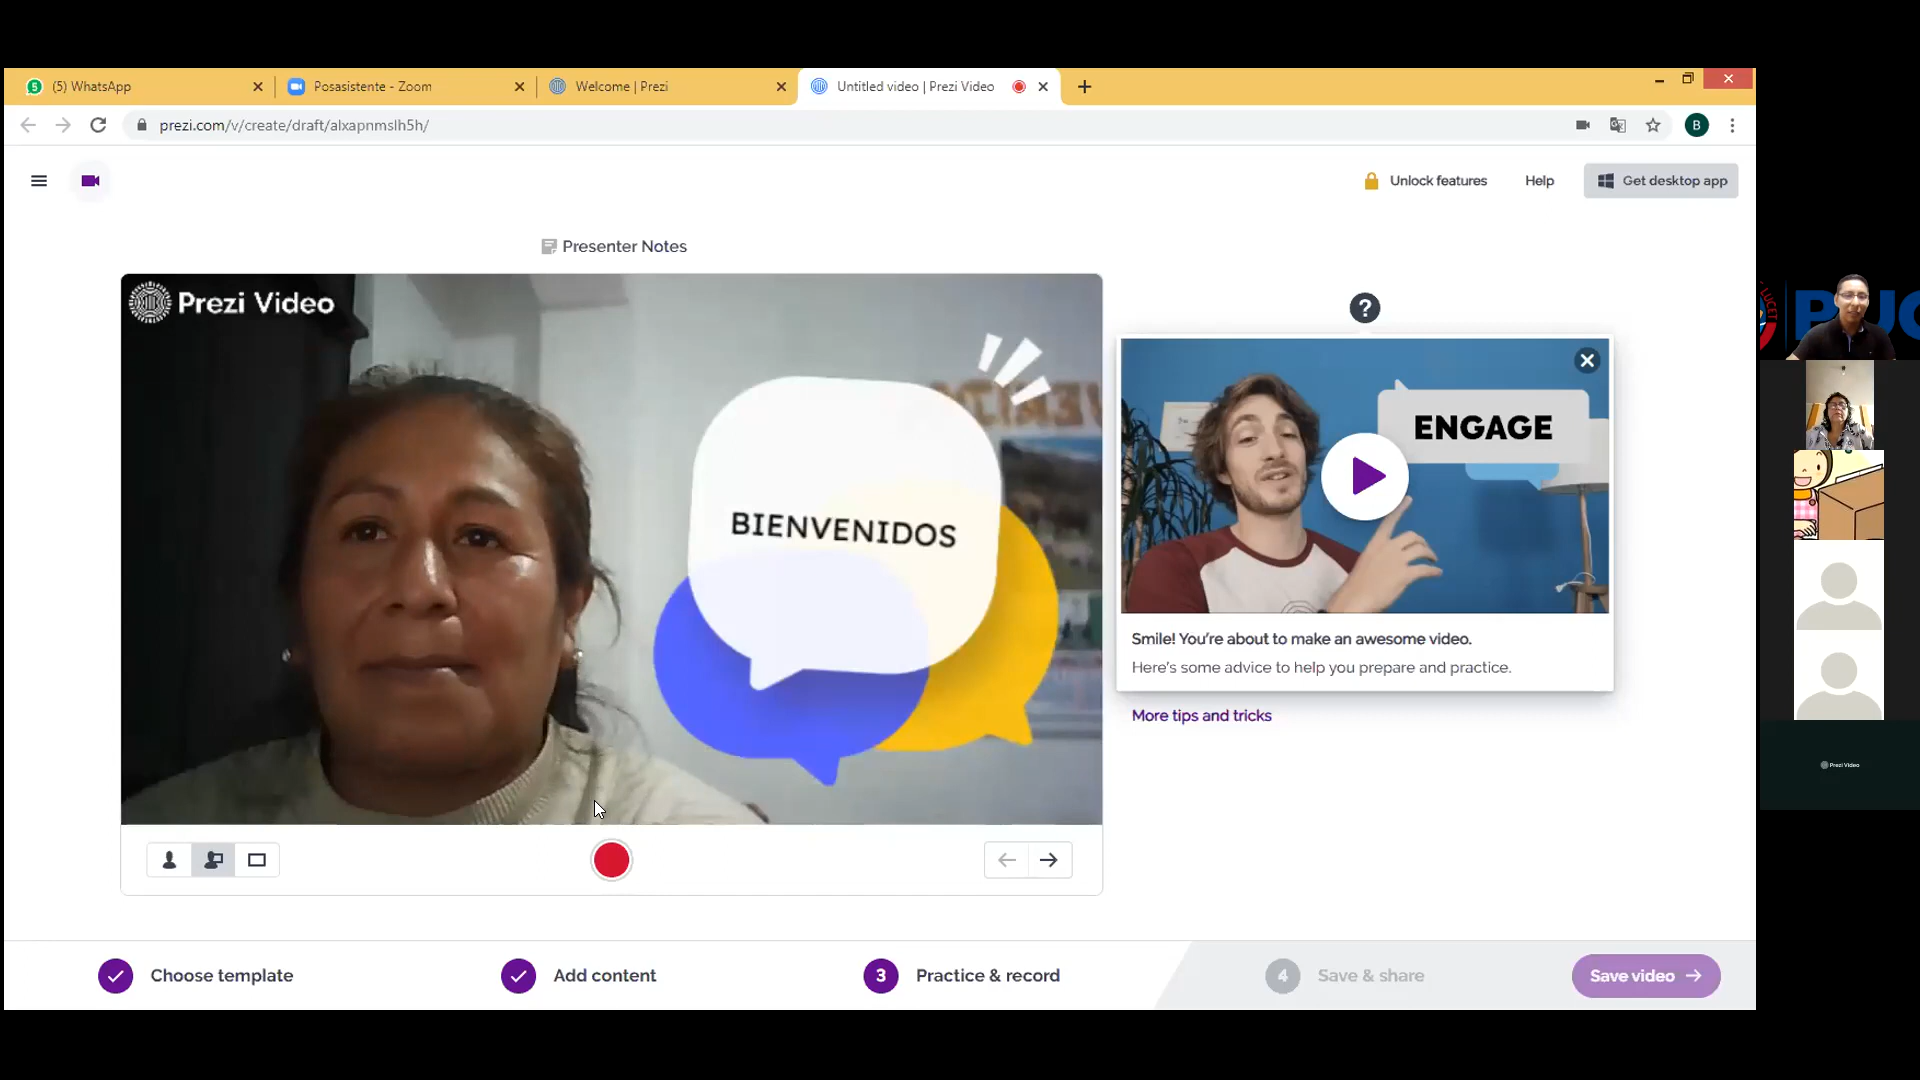 (5) WhatsApp
Posasistente - Zoom
Welcome | Prezi
Untitled video | Prezi Video
prezi.com/v/create/draft/alxapnmslh5h/
B
Unlock features
Help
Get desktop app
Presenter Notes
Prezi Video
BIENVENIDOS
?
ENGAGE
Smile! You're about to make an awesome video.
Here's some advice to help you prepare and practice.
More tips and tricks
LUCET
Prezi Video
Choose template
Add content
3 Practice & record
4 Save & share
Save video